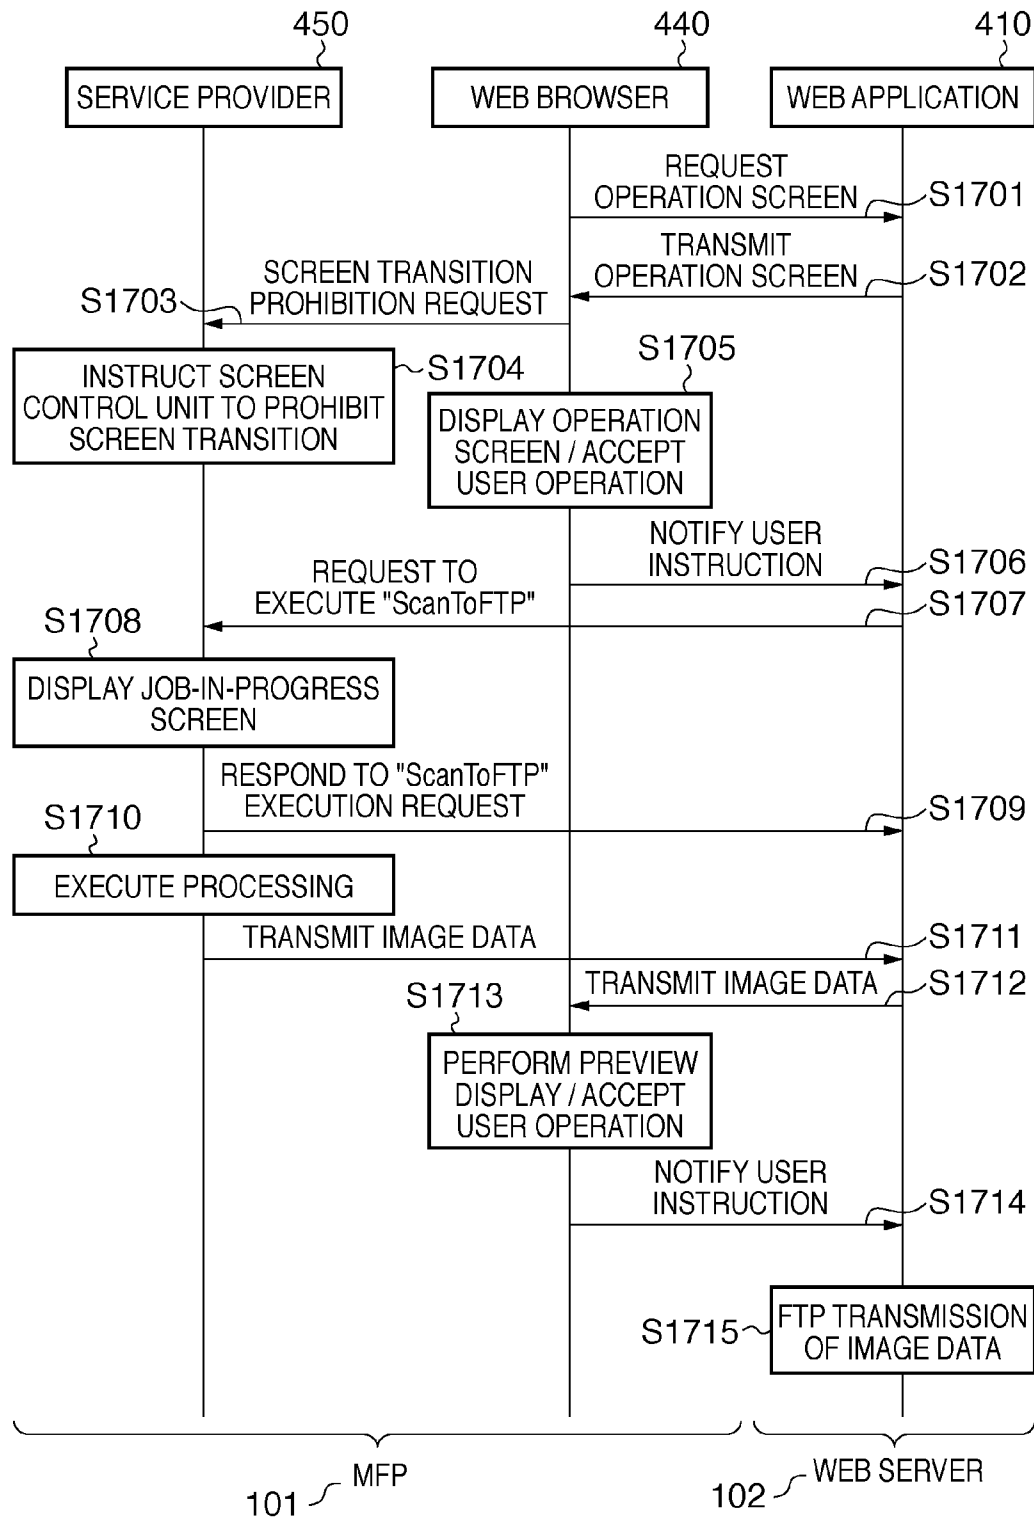 450
440
410
SERVICE PROVIDER
WEB BROWSER
WEB APPLICATION
REQUEST
OPERATION SCREEN
S1701
TRANSMIT
OPERATION SCREEN
S1702
SCREEN TRANSITION
PROHIBITION REQUEST
S1703
INSTRUCT SCREEN
CONTROL UNIT TO PROHIBIT
SCREEN TRANSITION
S1704
S1705
DISPLAY OPERATION
SCREEN / ACCEPT
USER OPERATION
NOTIFY USER
INSTRUCTION
S1706
REQUEST TO
EXECUTE "ScanToFTP"
S1707
S1708
DISPLAY JOB-IN-PROGRESS
SCREEN
RESPOND TO "ScanToFTP"
EXECUTION REQUEST
S1709
S1710
EXECUTE PROCESSING
TRANSMIT IMAGE DATA
S1711
TRANSMIT IMAGE DATA
S1712
S1713
PERFORM PREVIEW
DISPLAY / ACCEPT
USER OPERATION
NOTIFY USER
INSTRUCTION
S1714
S1715
FTP TRANSMISSION
OF IMAGE DATA
MFP
101
WEB SERVER
102